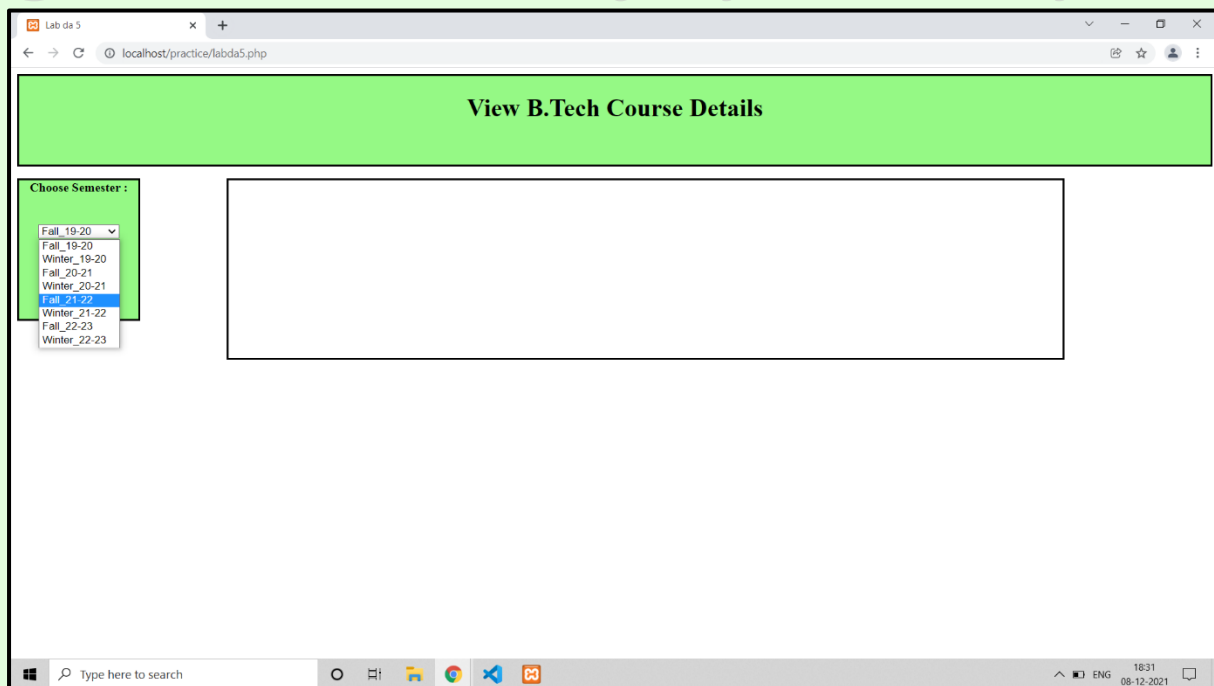 Lab da 5
localhost/practice/labda5.php
View B.Tech Course Details
Choose Semester :
Fall_19-20
Fall_19-20
Winter_19-20
Fall_20-21
Winter_20-21
Fall_21-22
Winter_21-22
Fall_22-23
Winter_22-23
Type here to search
ENG
18:31
08-12-2021